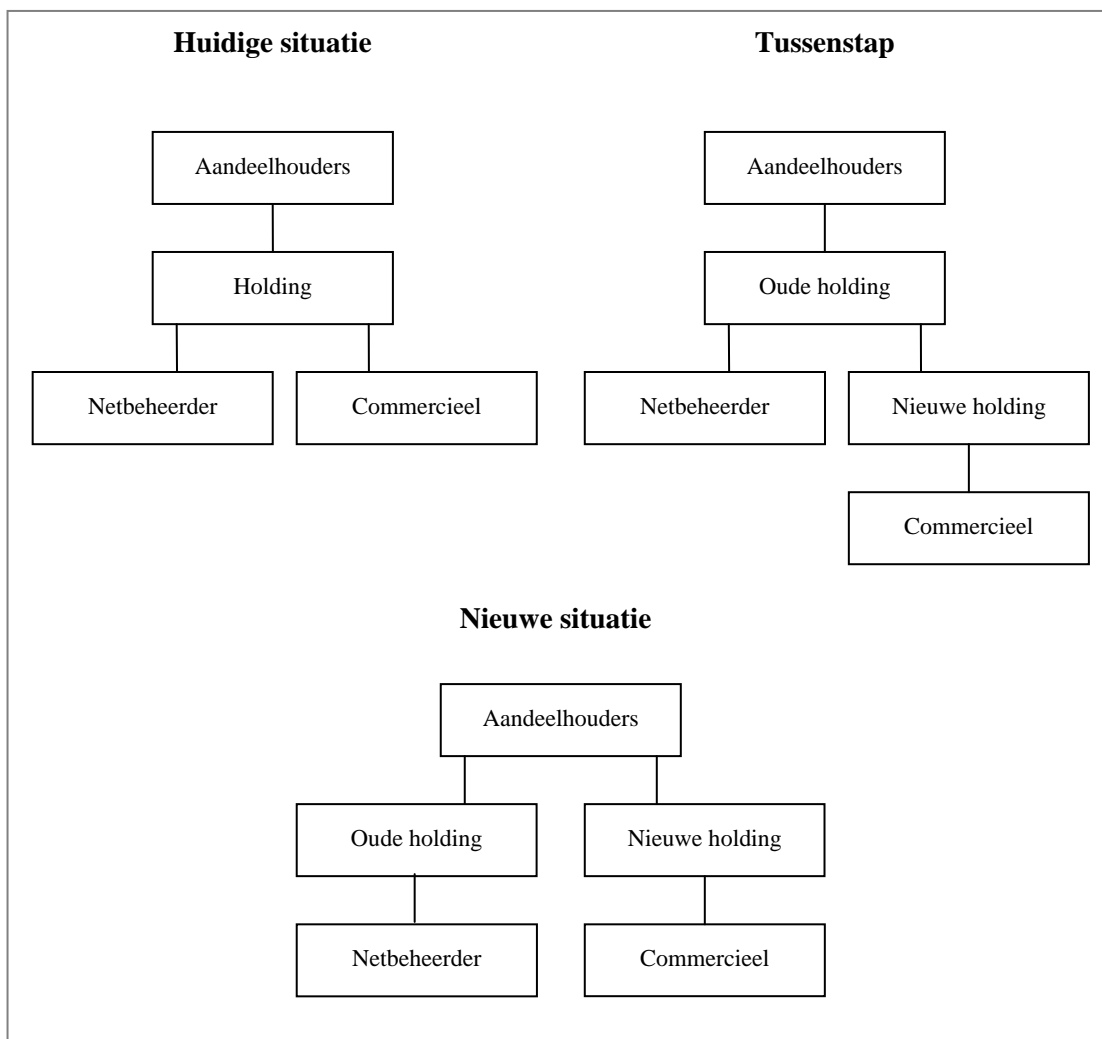 Huidige situatie
Aandeelhouders
Holding
Netbeheerder
Commercieel
Tussenstap
Aandeelhouders
Oude holding
Netbeheerder
Nieuwe holding
Commercieel
Nieuwe situatie
Aandeelhouders
Oude holding
Nieuwe holding
Netbeheerder
Commercieel